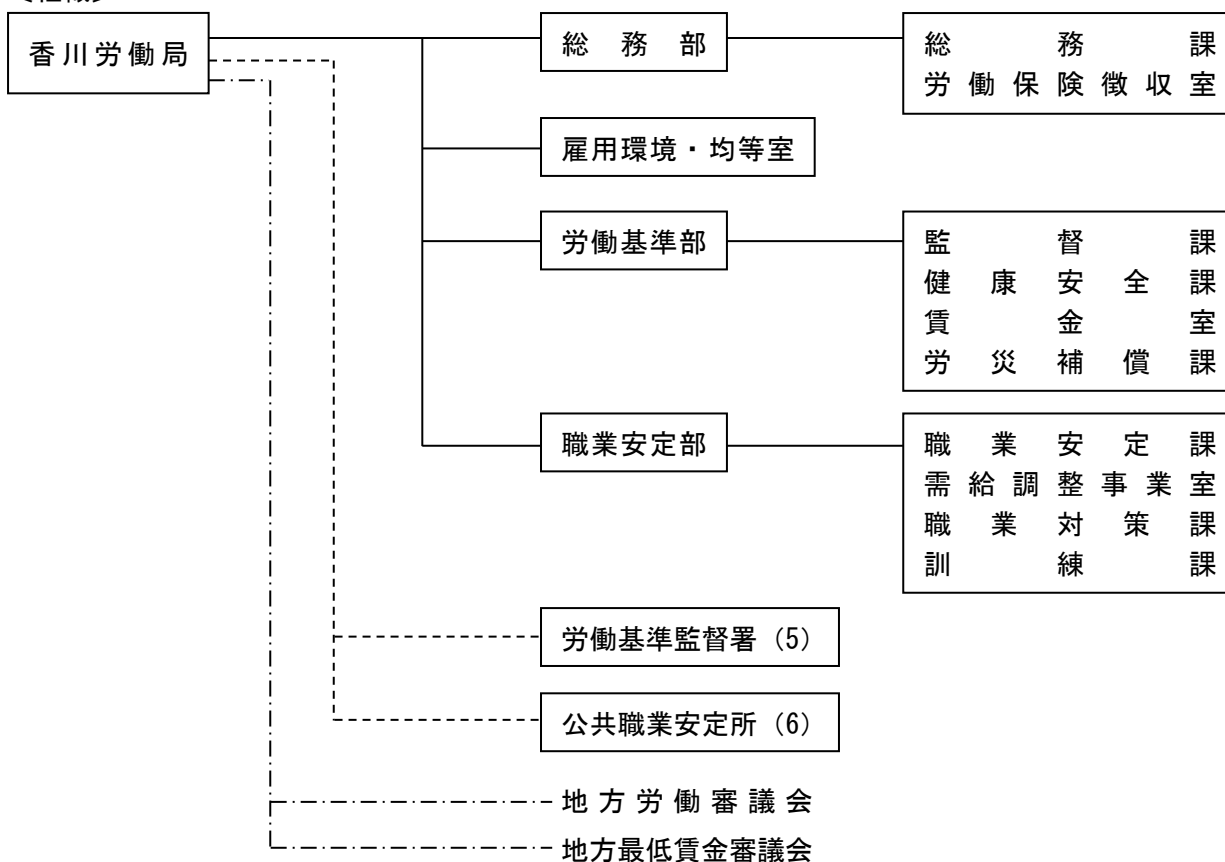 香川労働局
総務部
総務課
労働保険徴収室
雇用環境・均等室
労働基準部
監督課
健康安全課
賃金室
労災補償課
職業安定部
職業安定課
需給調整事業室
職業対策課
訓練課
労働基準監督署(5)
公共職業安定所(6)
地方労働審議会
地方最低賃金審議会